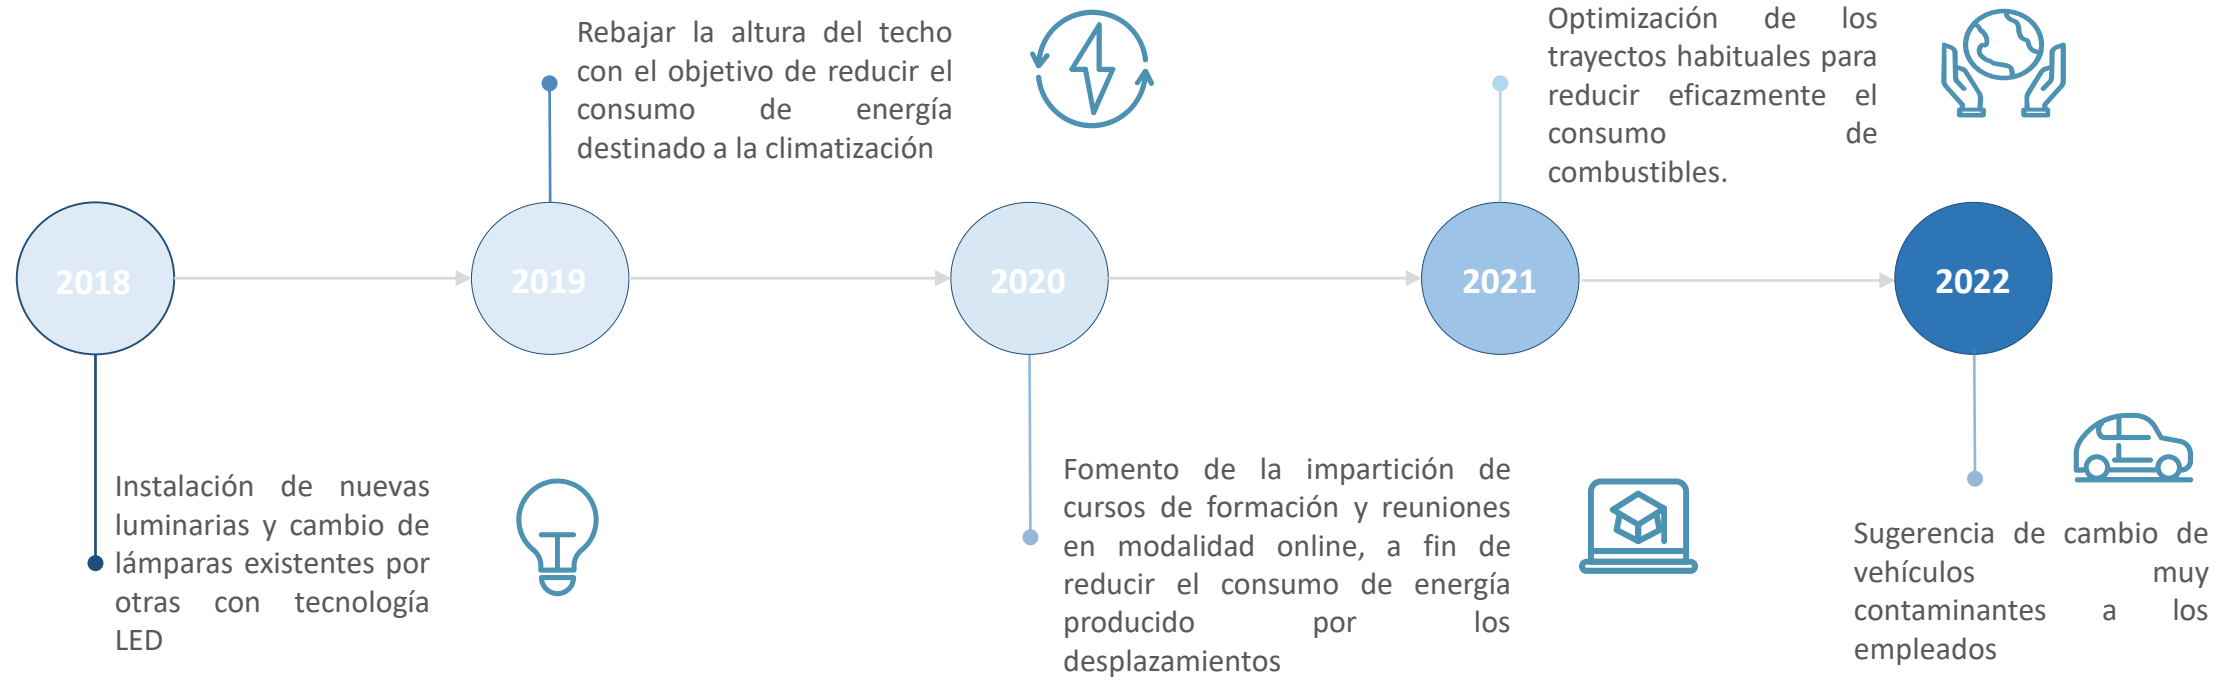 Rebajar la altura del techo
con el objetivo de reducir el
consumo de energía
destinado a la climatización
Optimización de los
trayectos habituales para
reducir eficazmente el
consumo de
combustibles.
2018
2019
2020
2021
2022
Instalación de nuevas
luminarias y cambio de
lámparas existentes por
otras con tecnología
LED
Fomento de la impartición de
cursos de formación y reuniones
en modalidad online, a fin de
reducir el consumo de energía
producido por los
desplazamientos
Sugerencia de cambio de
vehículos muy
contaminantes a los
empleados